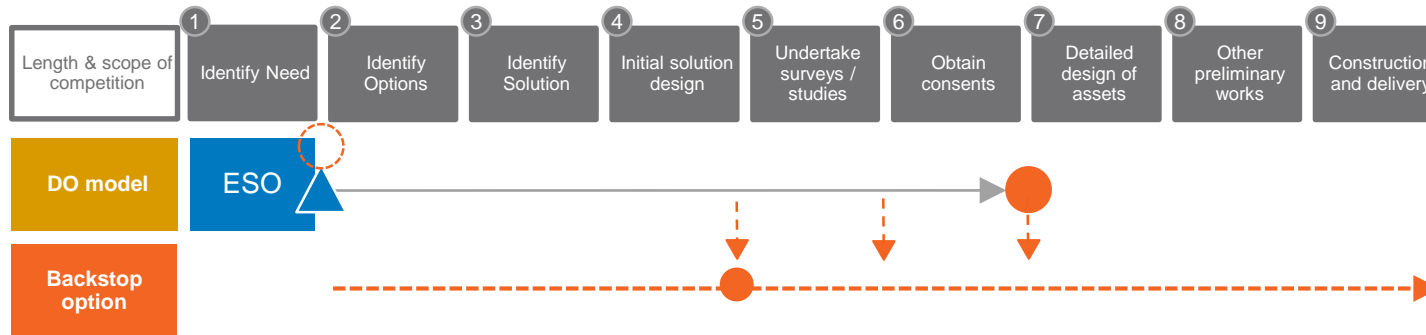 1
2
3
4
5
6
7
8
9
Length & scope of
competition
Identify Need
Identify
Options
Identify
Solution
Initial solution
design
Undertake
surveys /
studies
Obtain
consents
Detailed
design of
assets
Other
preliminary
works
Construction
and delivery
DO model
ESO
Backstop
option